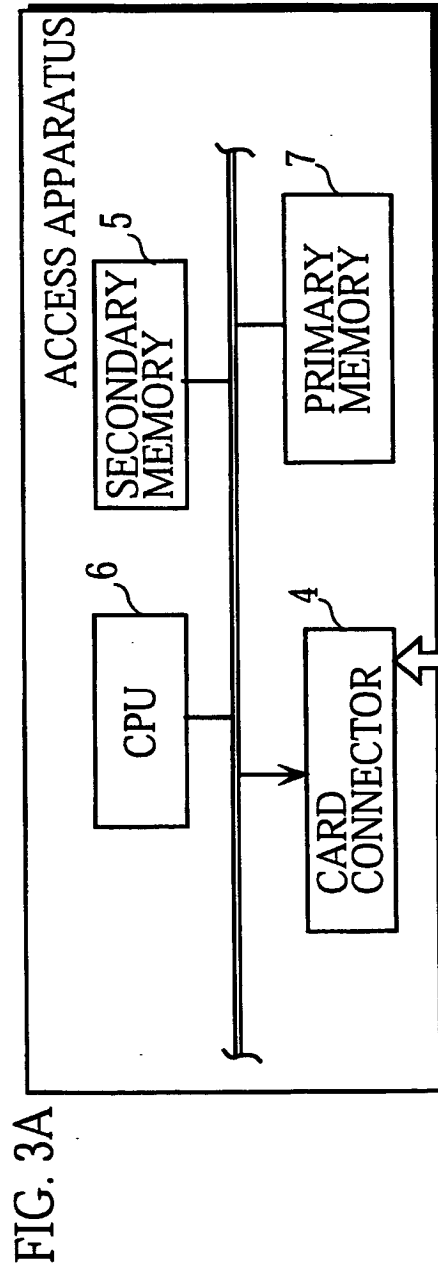 FIG. 3A
ACCESS APPARATUS
6
CPU
5
SECONDARY
MEMORY
4
CARD
CONNECTOR
7
PRIMARY
MEMORY